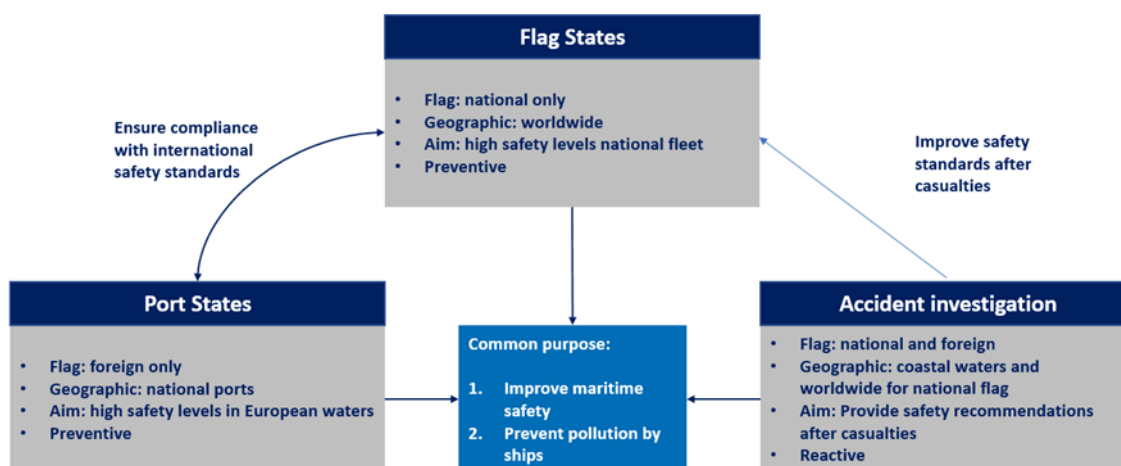 Flag States
• Flag: national only
• Geographic: worldwide
• Aim: high safety levels national fleet
• Preventive
Ensure compliance
with international
safety standards
Improve safety
standards after
casualties
Port States
• Flag: foreign only
• Geographic: national ports
• Aim: high safety levels in European waters
• Preventive
Common purpose:
1. Improve maritime
safety
2. Prevent pollution by
ships
Accident investigation
• Flag: national and foreign
• Geographic: coastal waters and
worldwide for national flag
• Aim: Provide safety recommendations
after casualties
• Reactive